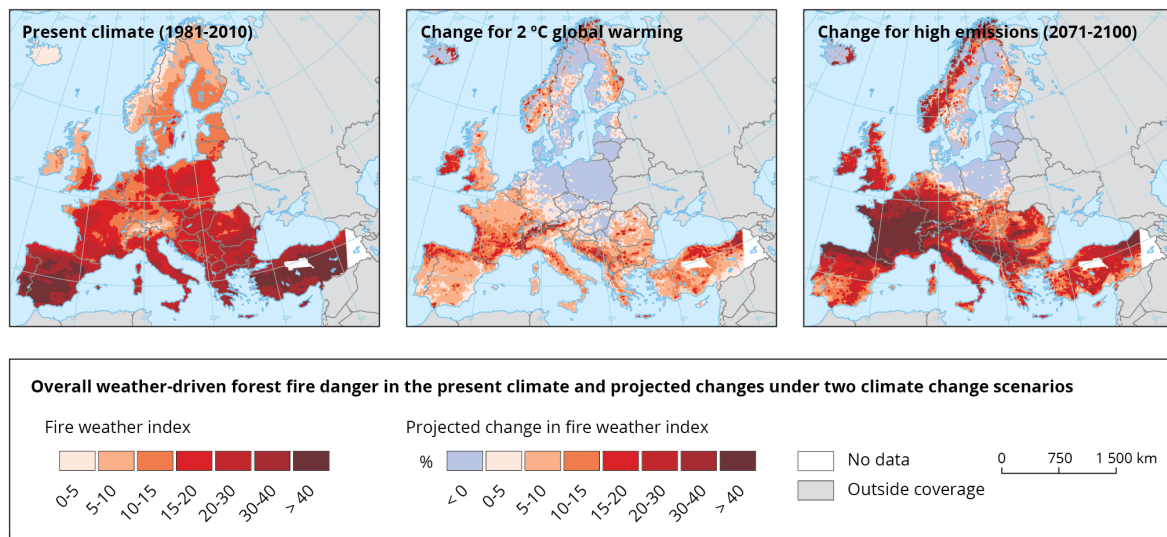 Present climate (1981-2010)
Change for 2 ºC global warming
Change for high emissions (2071-2100)
Overall weather-driven forest fire danger in the present climate and projected changes under two climate change scenarios
Fire weather index
0-5
5-10
10-15
15-20
20-30
30-40
> 40
Projected change in fire weather index
%
< 0
0-5
5-10
10-15
15-20
20-30
30-40
> 40
No data
Outside coverage
0 750 1 500 km